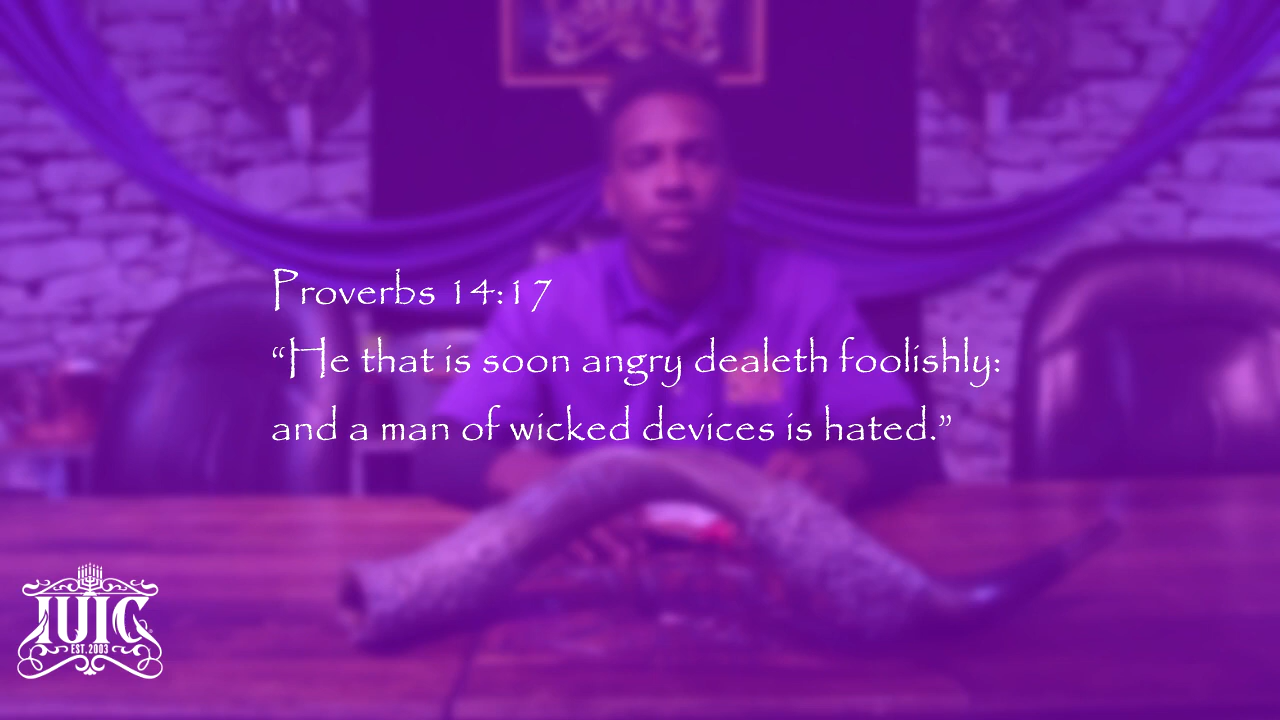 Proverbs 14:17
“He that is soon angry dealeth foolishly:
and a man of wicked devices is hated.”
IUIC
EST. 2003